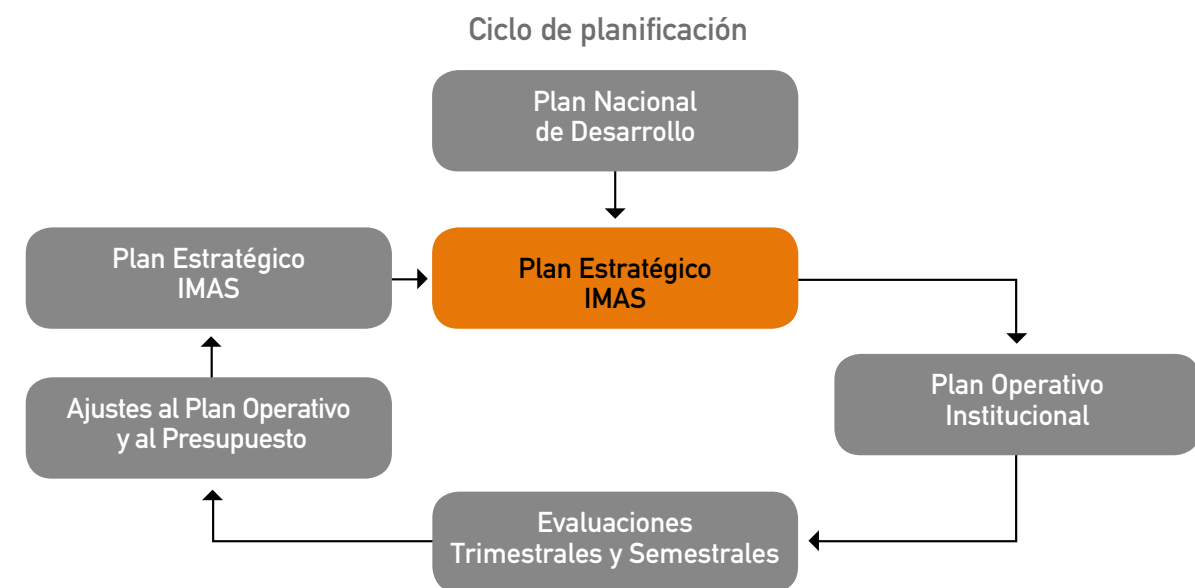 Ciclo de planificación
Plan Nacional
de Desarrollo
Plan Estratégico
IMAS
Plan Estratégico
IMAS
Plan Operativo
Institucional
Ajustes al Plan Operativo
y al Presupuesto
Evaluaciones
Trimestrales y Semestrales